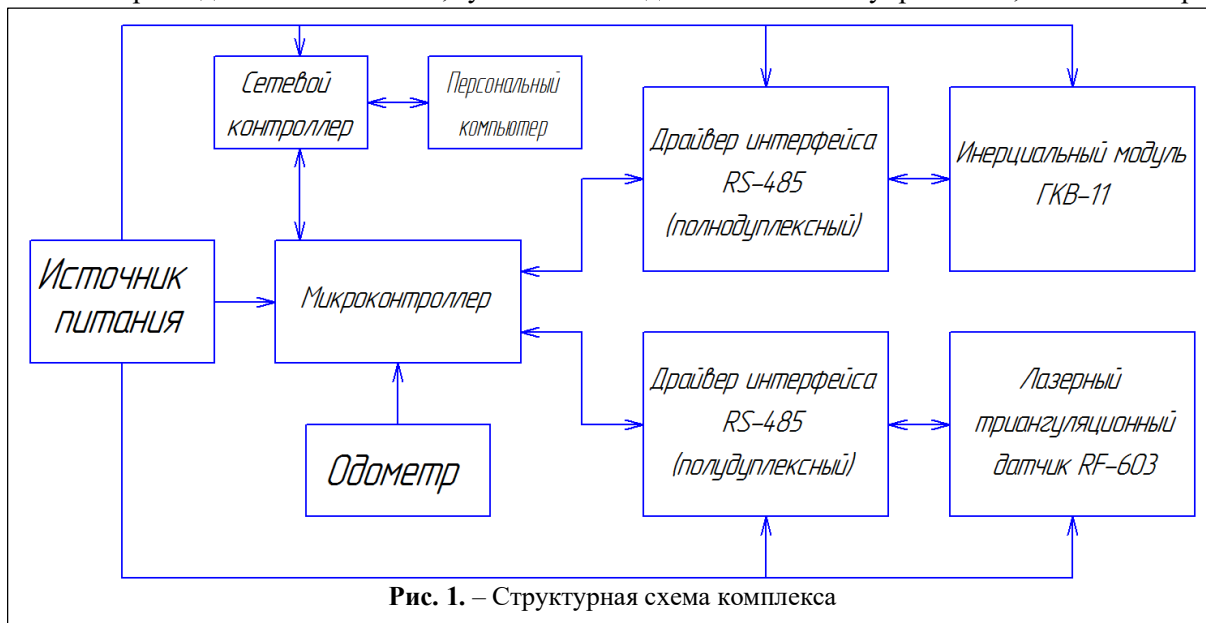 Сетевой
контроллер
Персональный
компьютер
Драйвер интерфейса
RS-485
(полнодуплексный)
Инерциальный модуль
ГКВ-11
Источник
питания
Микроконтроллер
Драйвер интерфейса
RS-485
(полудуплексный)
Лазерный
триангуляционный
датчик RF-603
Одометр
Рис. 1. – Структурная схема комплекса